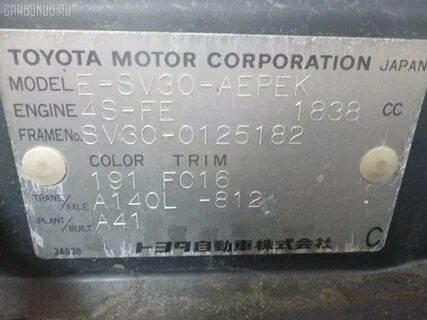 CARBONUS.RU
TOYOTA MOTOR CORPORATION JAPAN
MODEL E-SV30-AEPEK
ENGINE 4S-FE 1838 CC
FRAME No. SV30-0125182
COLOR TRIM
191 FC16
TRANS/AXLE A140L -812
PLANT/BUILT A41
トヨタ自動車株式会社
3A030 C